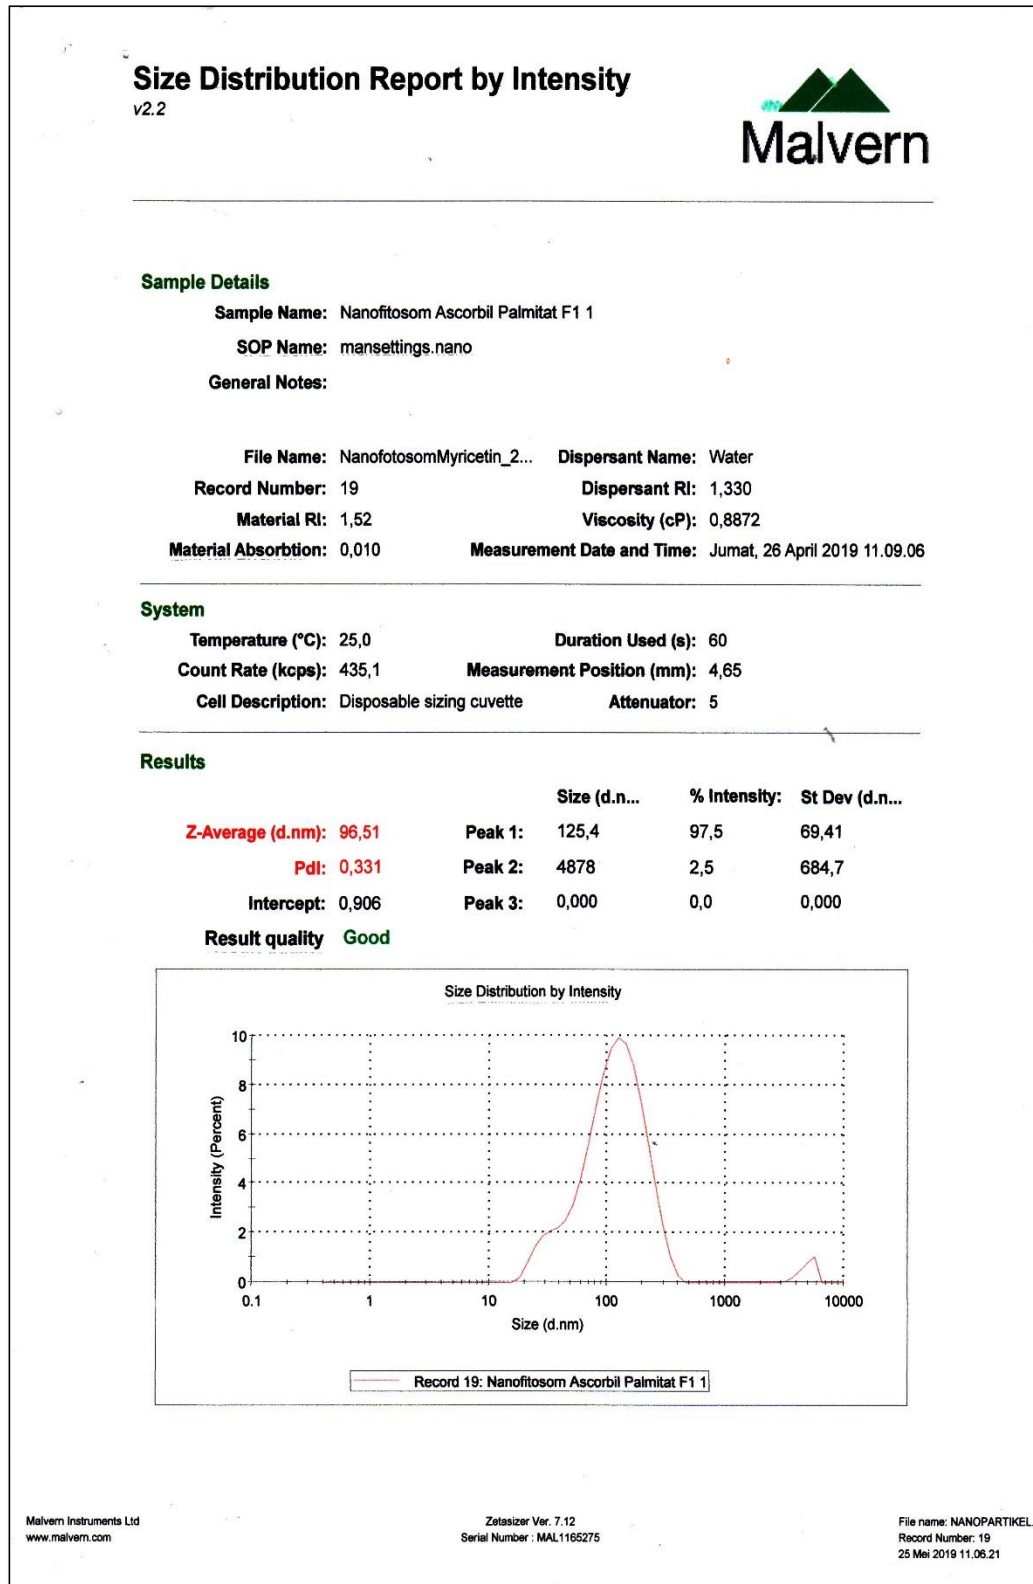 Size Distribution Report by Intensity
v2.2
Malvern
Sample Details
Sample Name: Nanofitosom Ascorbil Palmitat F1 1
SOP Name: mansettings.nano
General Notes:
File Name: NanofotosomMyricetin_2... Dispersant Name: Water
Record Number: 19 Dispersant RI: 1,330
Material RI: 1,52 Viscosity (cP): 0,8872
Material Absorbtion: 0,010 Measurement Date and Time: Jumat, 26 April 2019 11.09.06
System
Temperature (°C): 25,0 Duration Used (s): 60
Count Rate (kcps): 435,1 Measurement Position (mm): 4,65
Cell Description: Disposable sizing cuvette Attenuator: 5
Results
Size (d.n... % Intensity: St Dev (d.n...
Z-Average (d.nm): 96,51 Peak 1: 125,4 97,5 69,41
PdI: 0,331 Peak 2: 4878 2,5 684,7
Intercept: 0,906 Peak 3: 0,000 0,0 0,000
Result quality Good
Size Distribution by Intensity
Intensity (Percent)
10
8
6
4
2
0
0.1 1 10 100 1000 10000
Size (d.nm)
Record 19: Nanofitosom Ascorbil Palmitat F1 1
Malvern Instruments Ltd
www.malvern.com
Zetasizer Ver. 7.12
Serial Number : MAL1165275
File name: NANOPARTIKEL.
Record Number: 19
25 Mei 2019 11.06.21